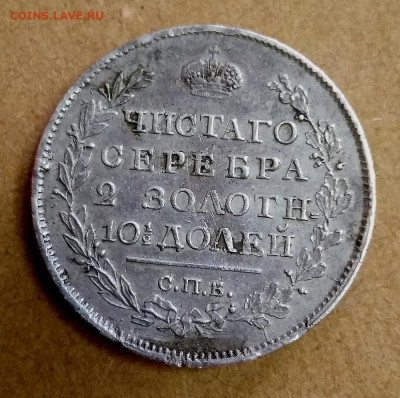 COINS.LAVE.RU
ЧИСТАГО
СЕРЕБРА
2 ЗОЛОТН.
10½ ДОЛЕЙ
С.П.Б.